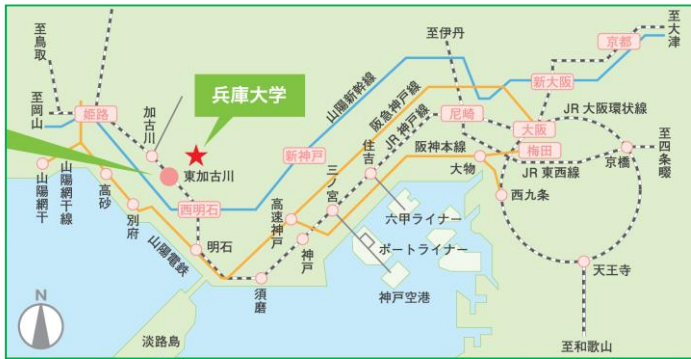 至鳥取
至岡山
姫路
加古川
兵庫大学
東加古川
山陽網干
山陽網干線
高砂
別府
山陽電鉄
西明石
明石
淡路島
須磨
神戸
高速神戸
新神戸
山陽新幹線
三ノ宮
住吉
阪急神戸線
JR神戸線
阪神本線
六甲ライナー
ポートライナー
神戸空港
至伊丹
尼崎
大物
新大阪
京都
至大津
大阪
梅田
JR大阪環状線
JR東西線
京橋
至四条畷
西九条
天王寺
至和歌山
N